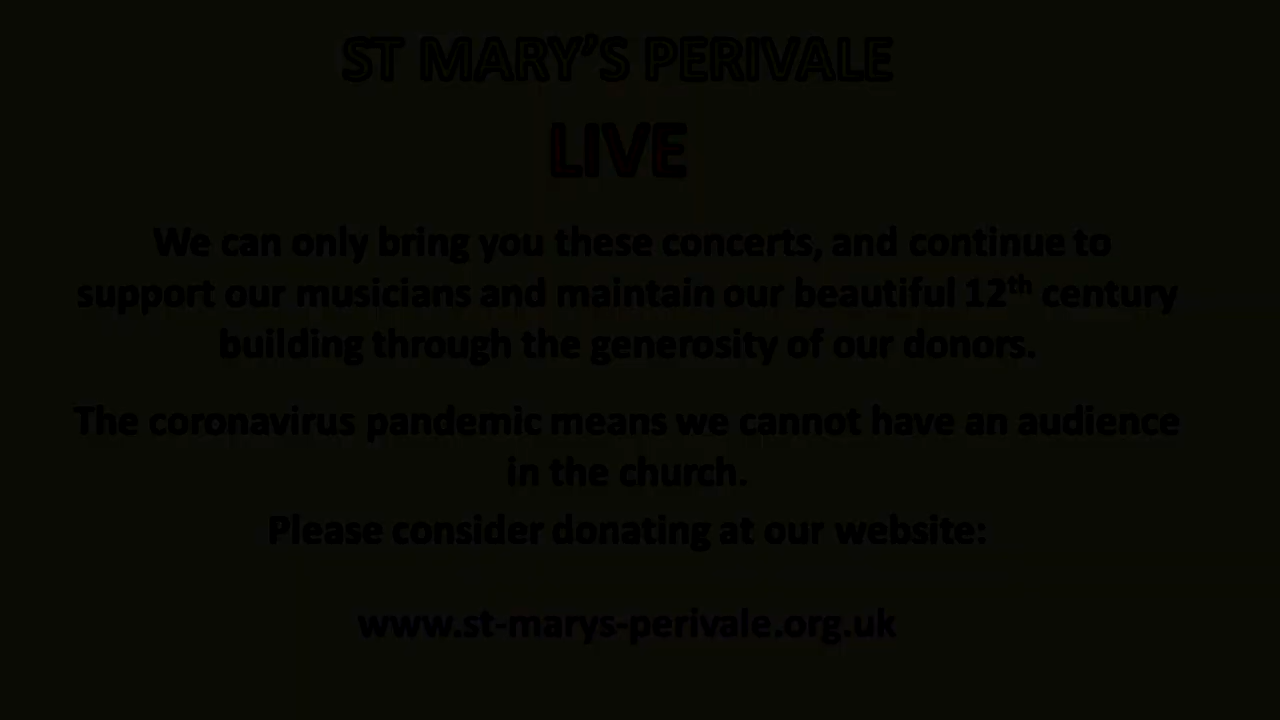 ST MARY’S PERIVALE
LIVE
We can only bring you these concerts, and continue to
support our musicians and maintain our beautiful 12th century
building through the generosity of our donors.
The coronavirus pandemic means we cannot have an audience
in the church.
Please consider donating at our website:
www.st-marys-perivale.org.uk